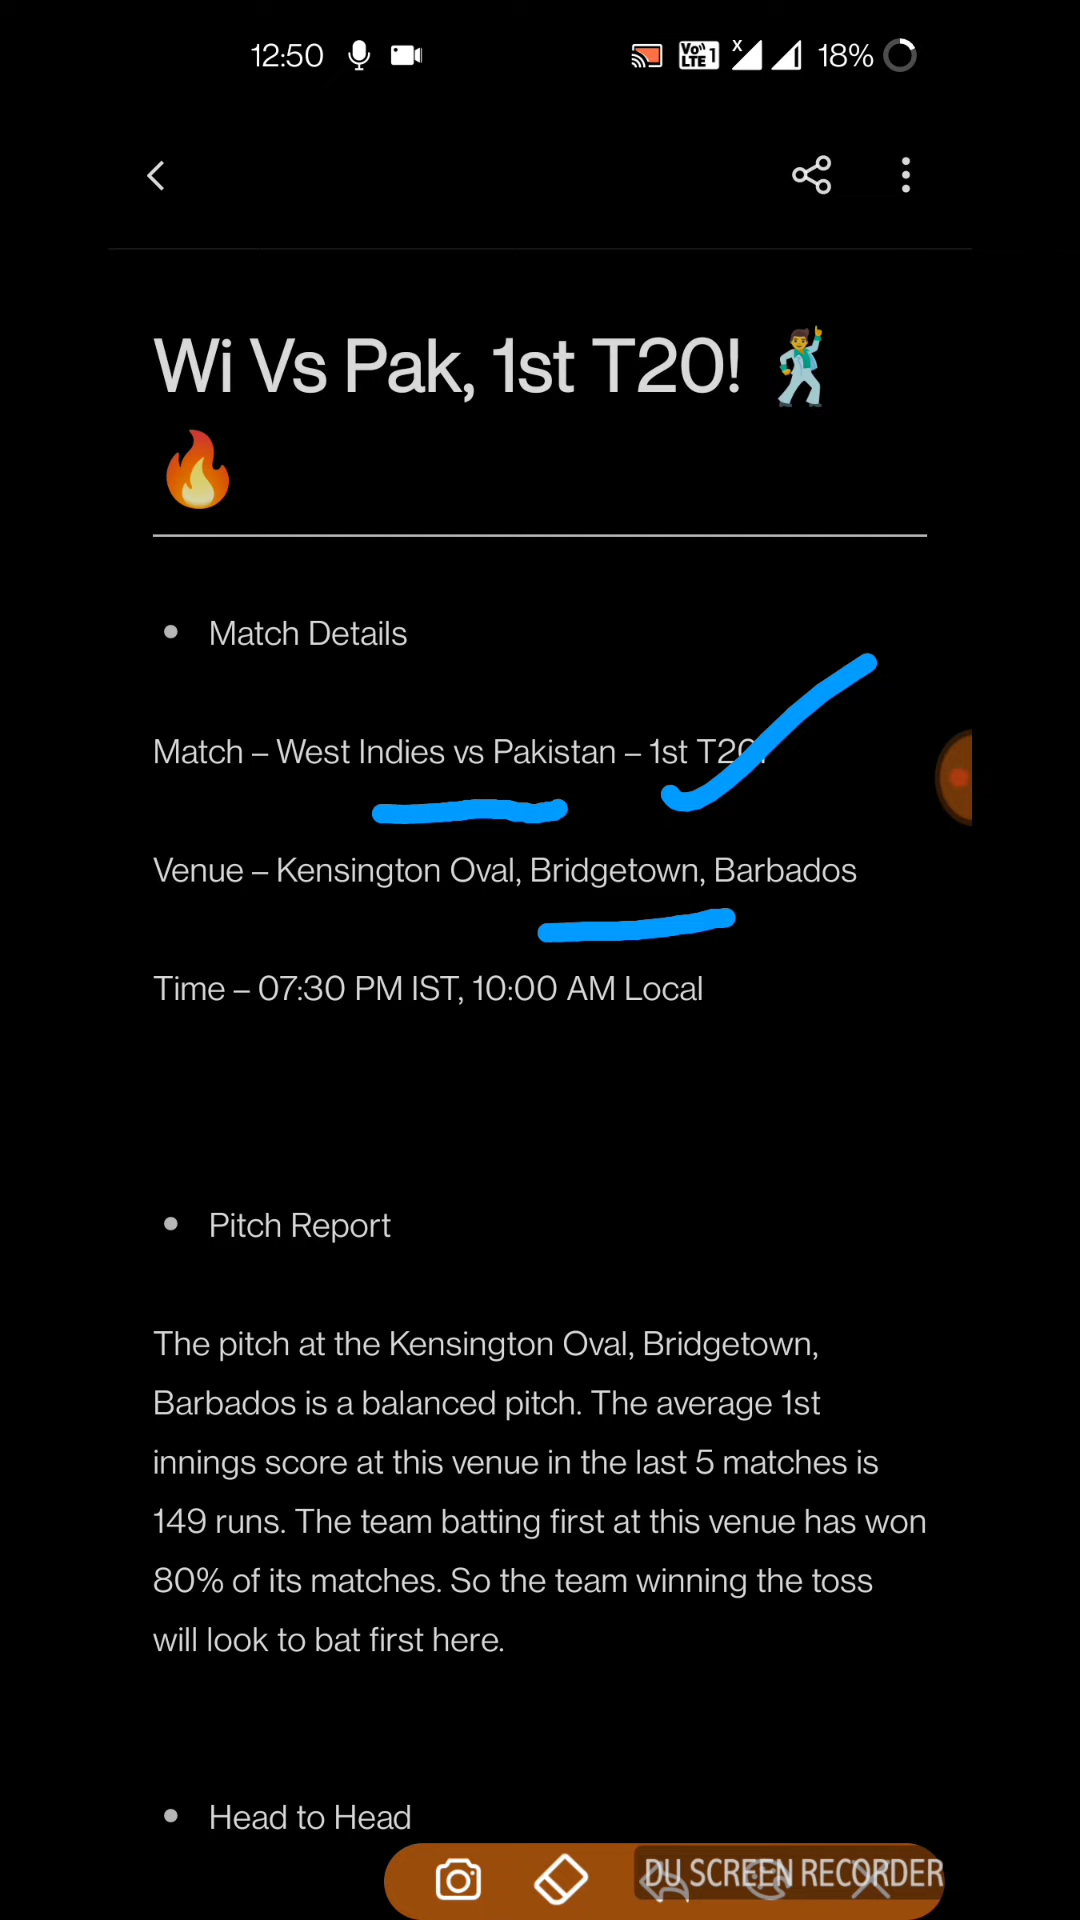 12:50 Vo)) LTE 1 x 18%
Wi Vs Pak, 1st T20! 🕺
🔥
• Match Details
Match – West Indies vs Pakistan – 1st T20
Venue – Kensington Oval, Bridgetown, Barbados
Time – 07:30 PM IST, 10:00 AM Local
• Pitch Report
The pitch at the Kensington Oval, Bridgetown,
Barbados is a balanced pitch. The average 1st
innings score at this venue in the last 5 matches is
149 runs. The team batting first at this venue has won
80% of its matches. So the team winning the toss
will look to bat first here.
• Head to Head
DU SCREEN RECORDER